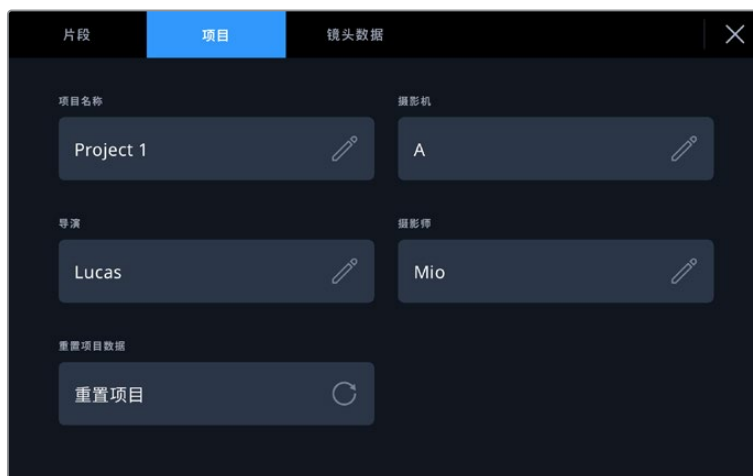 片段 项目 镜头数据
项目名称 摄影机
Project 1 A
导演 摄影师
Lucas Mio
重置项目数据
重置项目